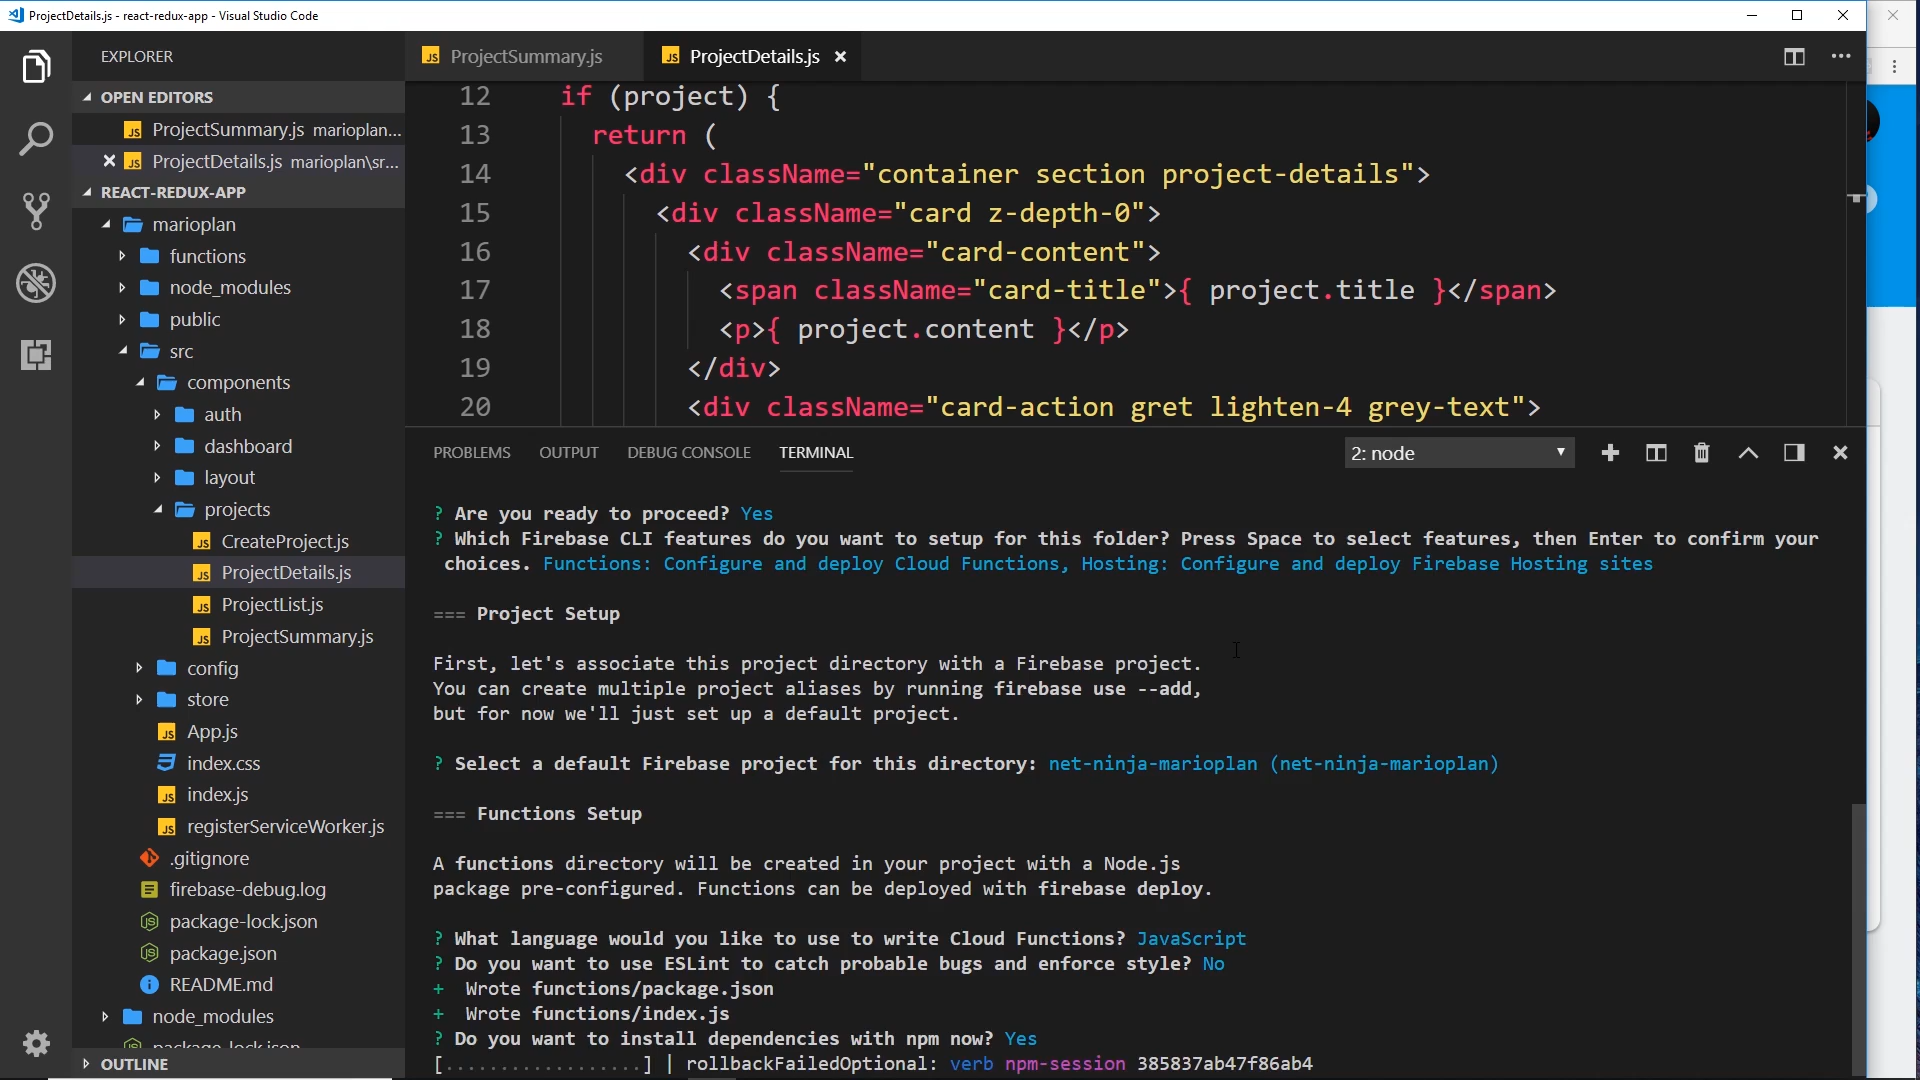 ProjectDetails.js - react-redux-app - Visual Studio Code
EXPLORER
OPEN EDITORS
ProjectSummary.js marioplan...
ProjectDetails.js marioplan\sr...
REACT-REDUX-APP
marioplan
functions
node_modules
public
src
components
auth
dashboard
layout
projects
CreateProject.js
ProjectDetails.js
ProjectList.js
ProjectSummary.js
config
store
App.js
index.css
index.js
registerServiceWorker.js
.gitignore
firebase-debug.log
package-lock.json
package.json
README.md
node_modules
package-lock.json
OUTLINE
ProjectSummary.js
ProjectDetails.js
12 if (project) {
13 return (
14 <div className="container section project-details">
15 <div className="card z-depth-0">
16 <div className="card-content">
17 <span className="card-title">{ project.title }</span>
18 <p>{ project.content }</p>
19 </div>
20 <div className="card-action gret lighten-4 grey-text">
PROBLEMS OUTPUT DEBUG CONSOLE TERMINAL
2: node
? Are you ready to proceed? Yes
? Which Firebase CLI features do you want to setup for this folder? Press Space to select features, then Enter to confirm your
choices. Functions: Configure and deploy Cloud Functions, Hosting: Configure and deploy Firebase Hosting sites
=== Project Setup
First, let's associate this project directory with a Firebase project.
You can create multiple project aliases by running firebase use --add,
but for now we'll just set up a default project.
? Select a default Firebase project for this directory: net-ninja-marioplan (net-ninja-marioplan)
=== Functions Setup
A functions directory will be created in your project with a Node.js
package pre-configured. Functions can be deployed with firebase deploy.
? What language would you like to use to write Cloud Functions? JavaScript
? Do you want to use ESLint to catch probable bugs and enforce style? No
+ Wrote functions/package.json
+ Wrote functions/index.js
? Do you want to install dependencies with npm now? Yes
[..................] | rollbackFailedOptional: verb npm-session 385837ab47f86ab4